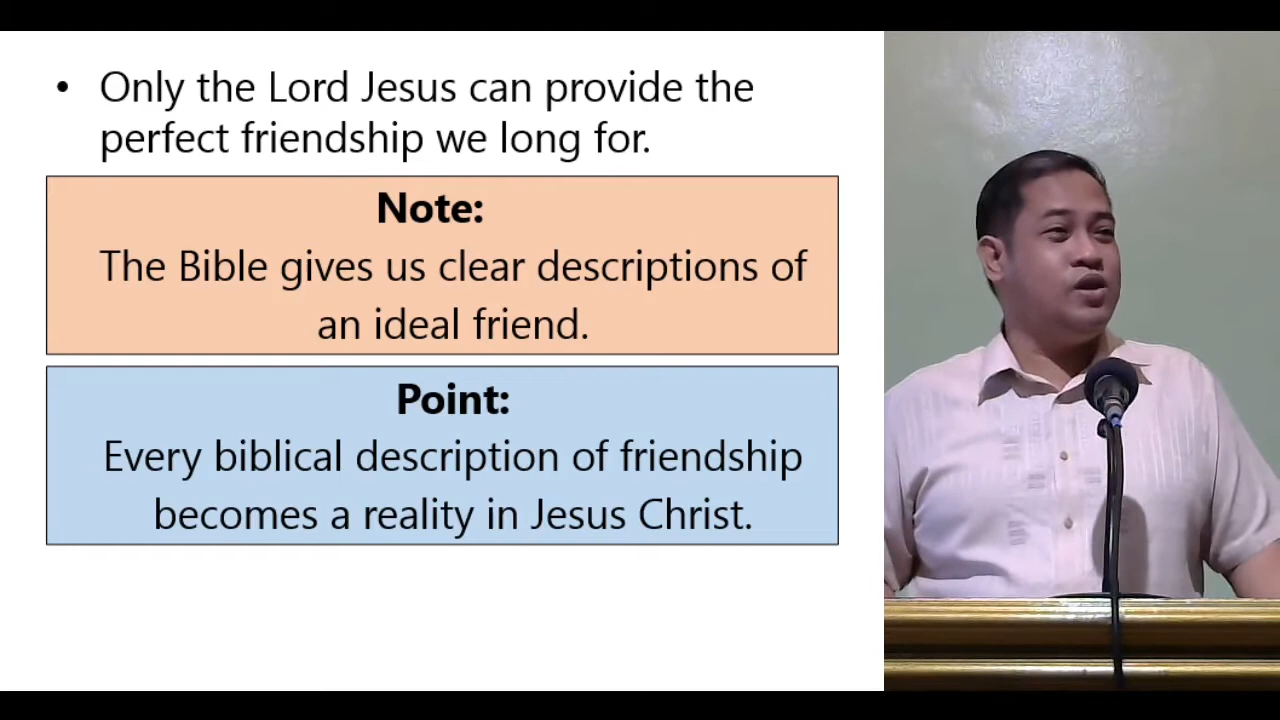 • Only the Lord Jesus can provide the
perfect friendship we long for.
Note:
The Bible gives us clear descriptions of
an ideal friend.
Point:
Every biblical description of friendship
becomes a reality in Jesus Christ.